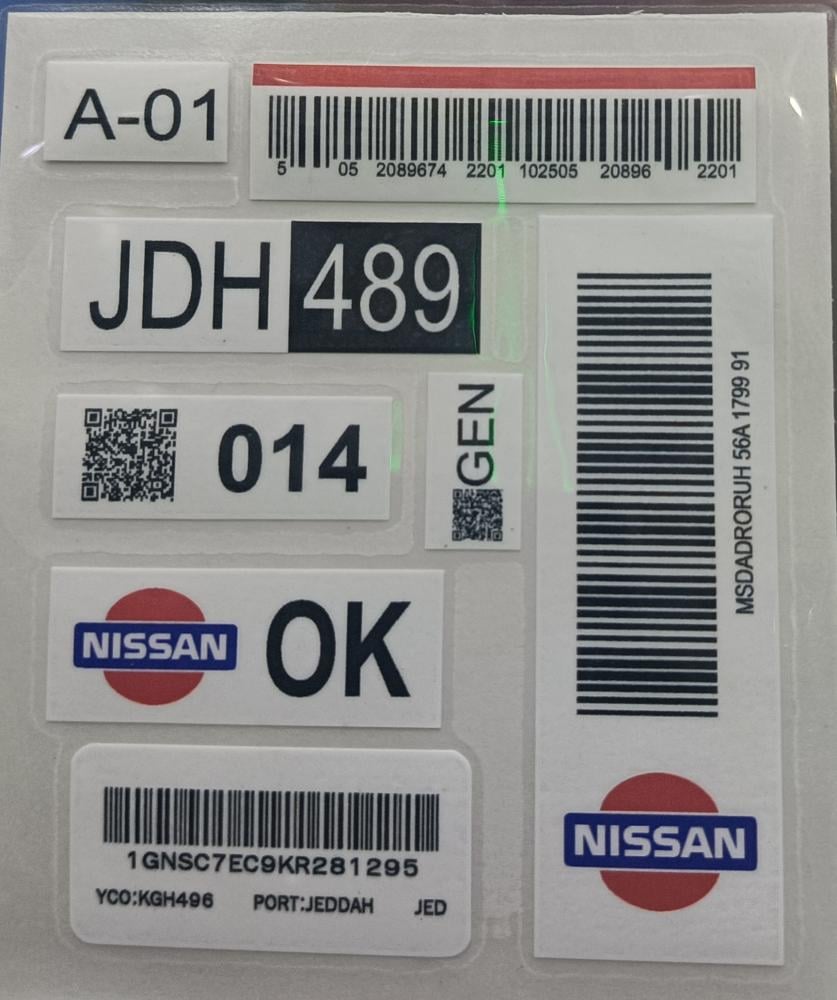 A-01
5 05 2089674 2201 102505 20896 2201
JDH 489
MSDADRORUH 56A 1799 91
014
GEN
NISSAN OK
NISSAN
1GNSC7EC9KR281295
YCO:KGH496 PORT:JEDDAH JED